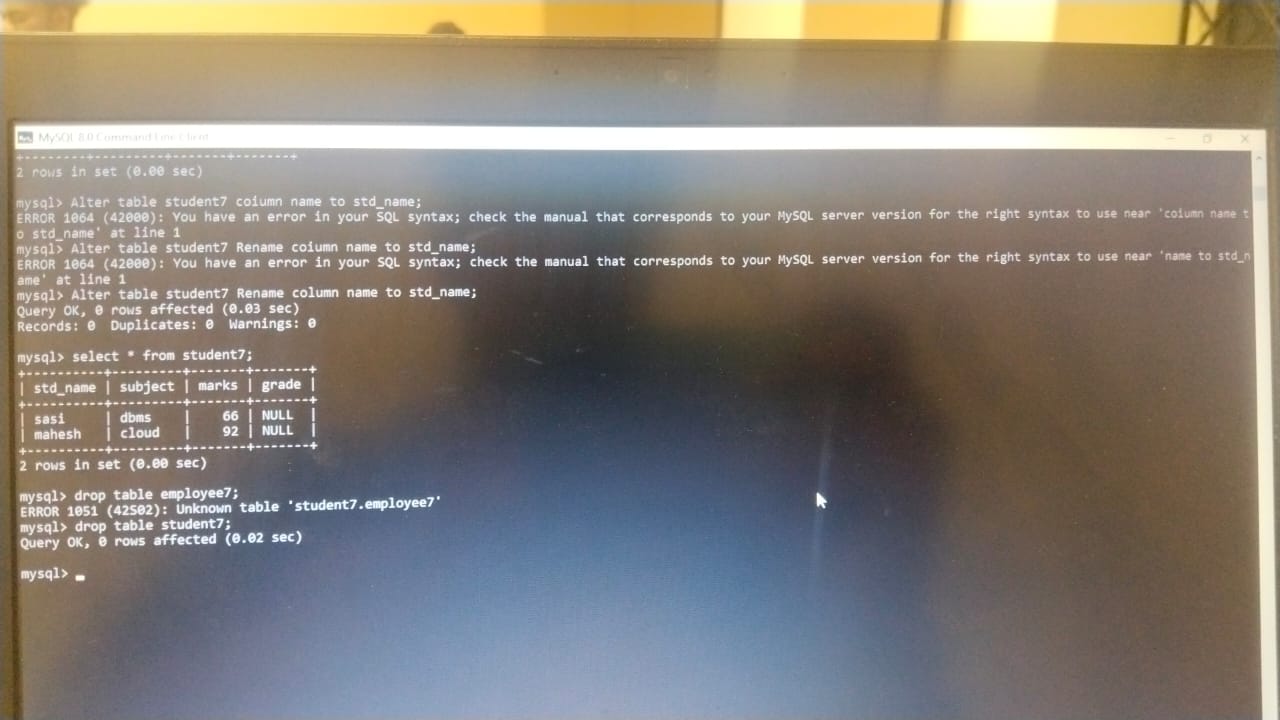 MySQL 8.0 Command Line Client
+---------+---------+-------+--------+
2 rows in set (0.00 sec)
mysql> Alter table student7 coiumn name to std_name;
ERROR 1064 (42000): You have an error in your SQL syntax; check the manual that corresponds to your MySQL server version for the right syntax to use near 'coiumn name t
o std_name' at line 1
mysql> Alter table student7 Rename coiumn name to std_name;
ERROR 1064 (42000): You have an error in your SQL syntax; check the manual that corresponds to your MySQL server version for the right syntax to use near 'name to std_n
ame' at line 1
mysql> Alter table student7 Rename column name to std_name;
Query OK, 0 rows affected (0.03 sec)
Records: 0  Duplicates: 0  Warnings: 0
mysql> select * from student7;
+----------+---------+-------+-------+
| std_name | subject | marks | grade |
+----------+---------+-------+-------+
| sasi     | dbms    |    66 | NULL  |
| mahesh   | cloud   |    92 | NULL  |
+----------+---------+-------+-------+
2 rows in set (0.00 sec)
mysql> drop table employee7;
ERROR 1051 (42S02): Unknown table 'student7.employee7'
mysql> drop table student7;
Query OK, 0 rows affected (0.02 sec)
mysql>